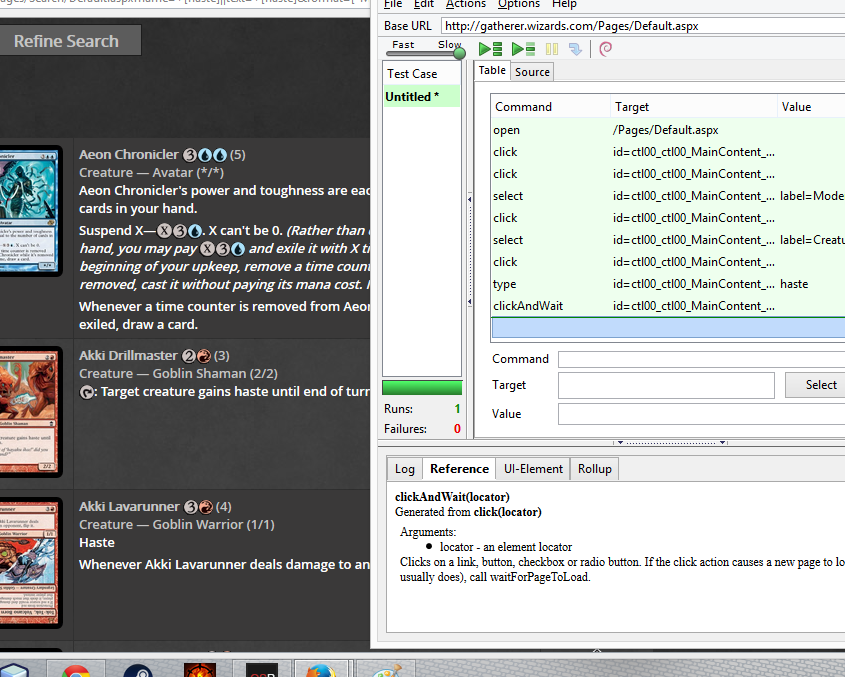 Refine Search
Aeon Chronicler 3 (5)
Creature — Avatar (*/*)
Aeon Chronicler's power and toughness are eac
cards in your hand.
Suspend X—X3. X can't be 0. (Rather than
hand, you may pay X3 and exile it with X ti
beginning of your upkeep, remove a time count
removed, cast it without paying its mana cost.
Whenever a time counter is removed from Aeon
exiled, draw a card.
Akki Drillmaster 2 (3)
Creature — Goblin Shaman (2/2)
: Target creature gains haste until end of turn
Akki Lavarunner 3 (4)
Creature — Goblin Warrior (1/1)
Haste
Whenever Akki Lavarunner deals damage to an
File Edit Actions Options Help
Base URL http://gatherer.wizards.com/Pages/Default.aspx
Fast Slow
Test Case
Untitled *
Runs: 1
Failures: 0
Table Source
Command Target Value
open /Pages/Default.aspx
click id=ctl00_ctl00_MainContent_...
click id=ctl00_ctl00_MainContent_...
select id=ctl00_ctl00_MainContent_... label=Mode
click id=ctl00_ctl00_MainContent_...
select id=ctl00_ctl00_MainContent_... label=Creatu
click id=ctl00_ctl00_MainContent_...
type id=ctl00_ctl00_MainContent_... haste
clickAndWait id=ctl00_ctl00_MainContent_...
Command
Target Select
Value
Log Reference UI-Element Rollup
clickAndWait(locator)
Generated from click(locator)
Arguments:
locator - an element locator
Clicks on a link, button, checkbox or radio button. If the click action causes a new page to lo
usually does), call waitForPageToLoad.